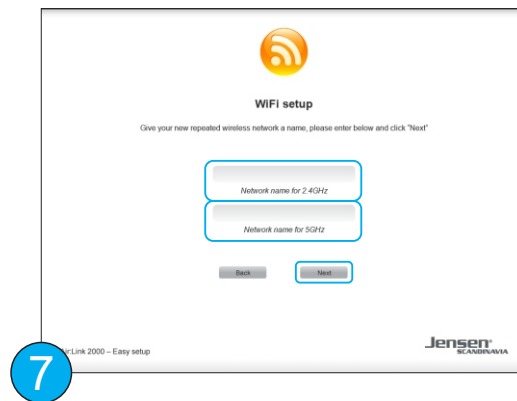 WiFi setup
Give your new repeated wireless network a name, please enter below and click "Next"
Network name for 2.4GHz
Network name for 5GHz
Back Next
Air:Link 2000 – Easy setup
Jensen
SCANDINAVIA
7